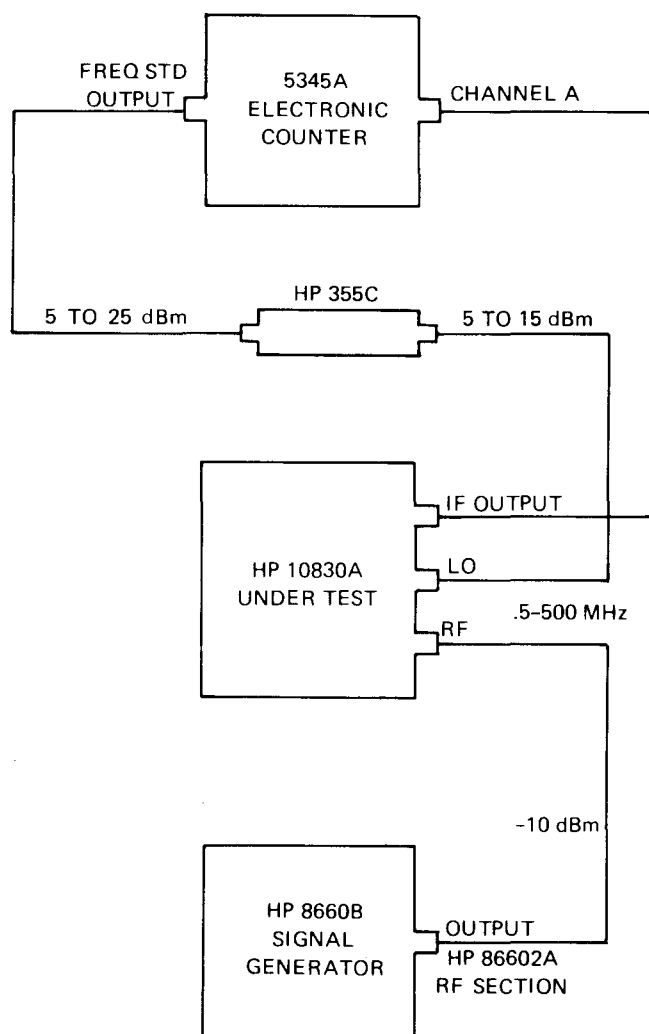 FREQ STD
OUTPUT
5345A
ELECTRONIC
COUNTER
CHANNEL A
HP 355C
5 TO 25 dBm
5 TO 15 dBm
IF OUTPUT
HP 10830A
UNDER TEST
LO
.5–500 MHz
RF
–10 dBm
HP 8660B
SIGNAL
GENERATOR
OUTPUT
HP 86602A
RF SECTION